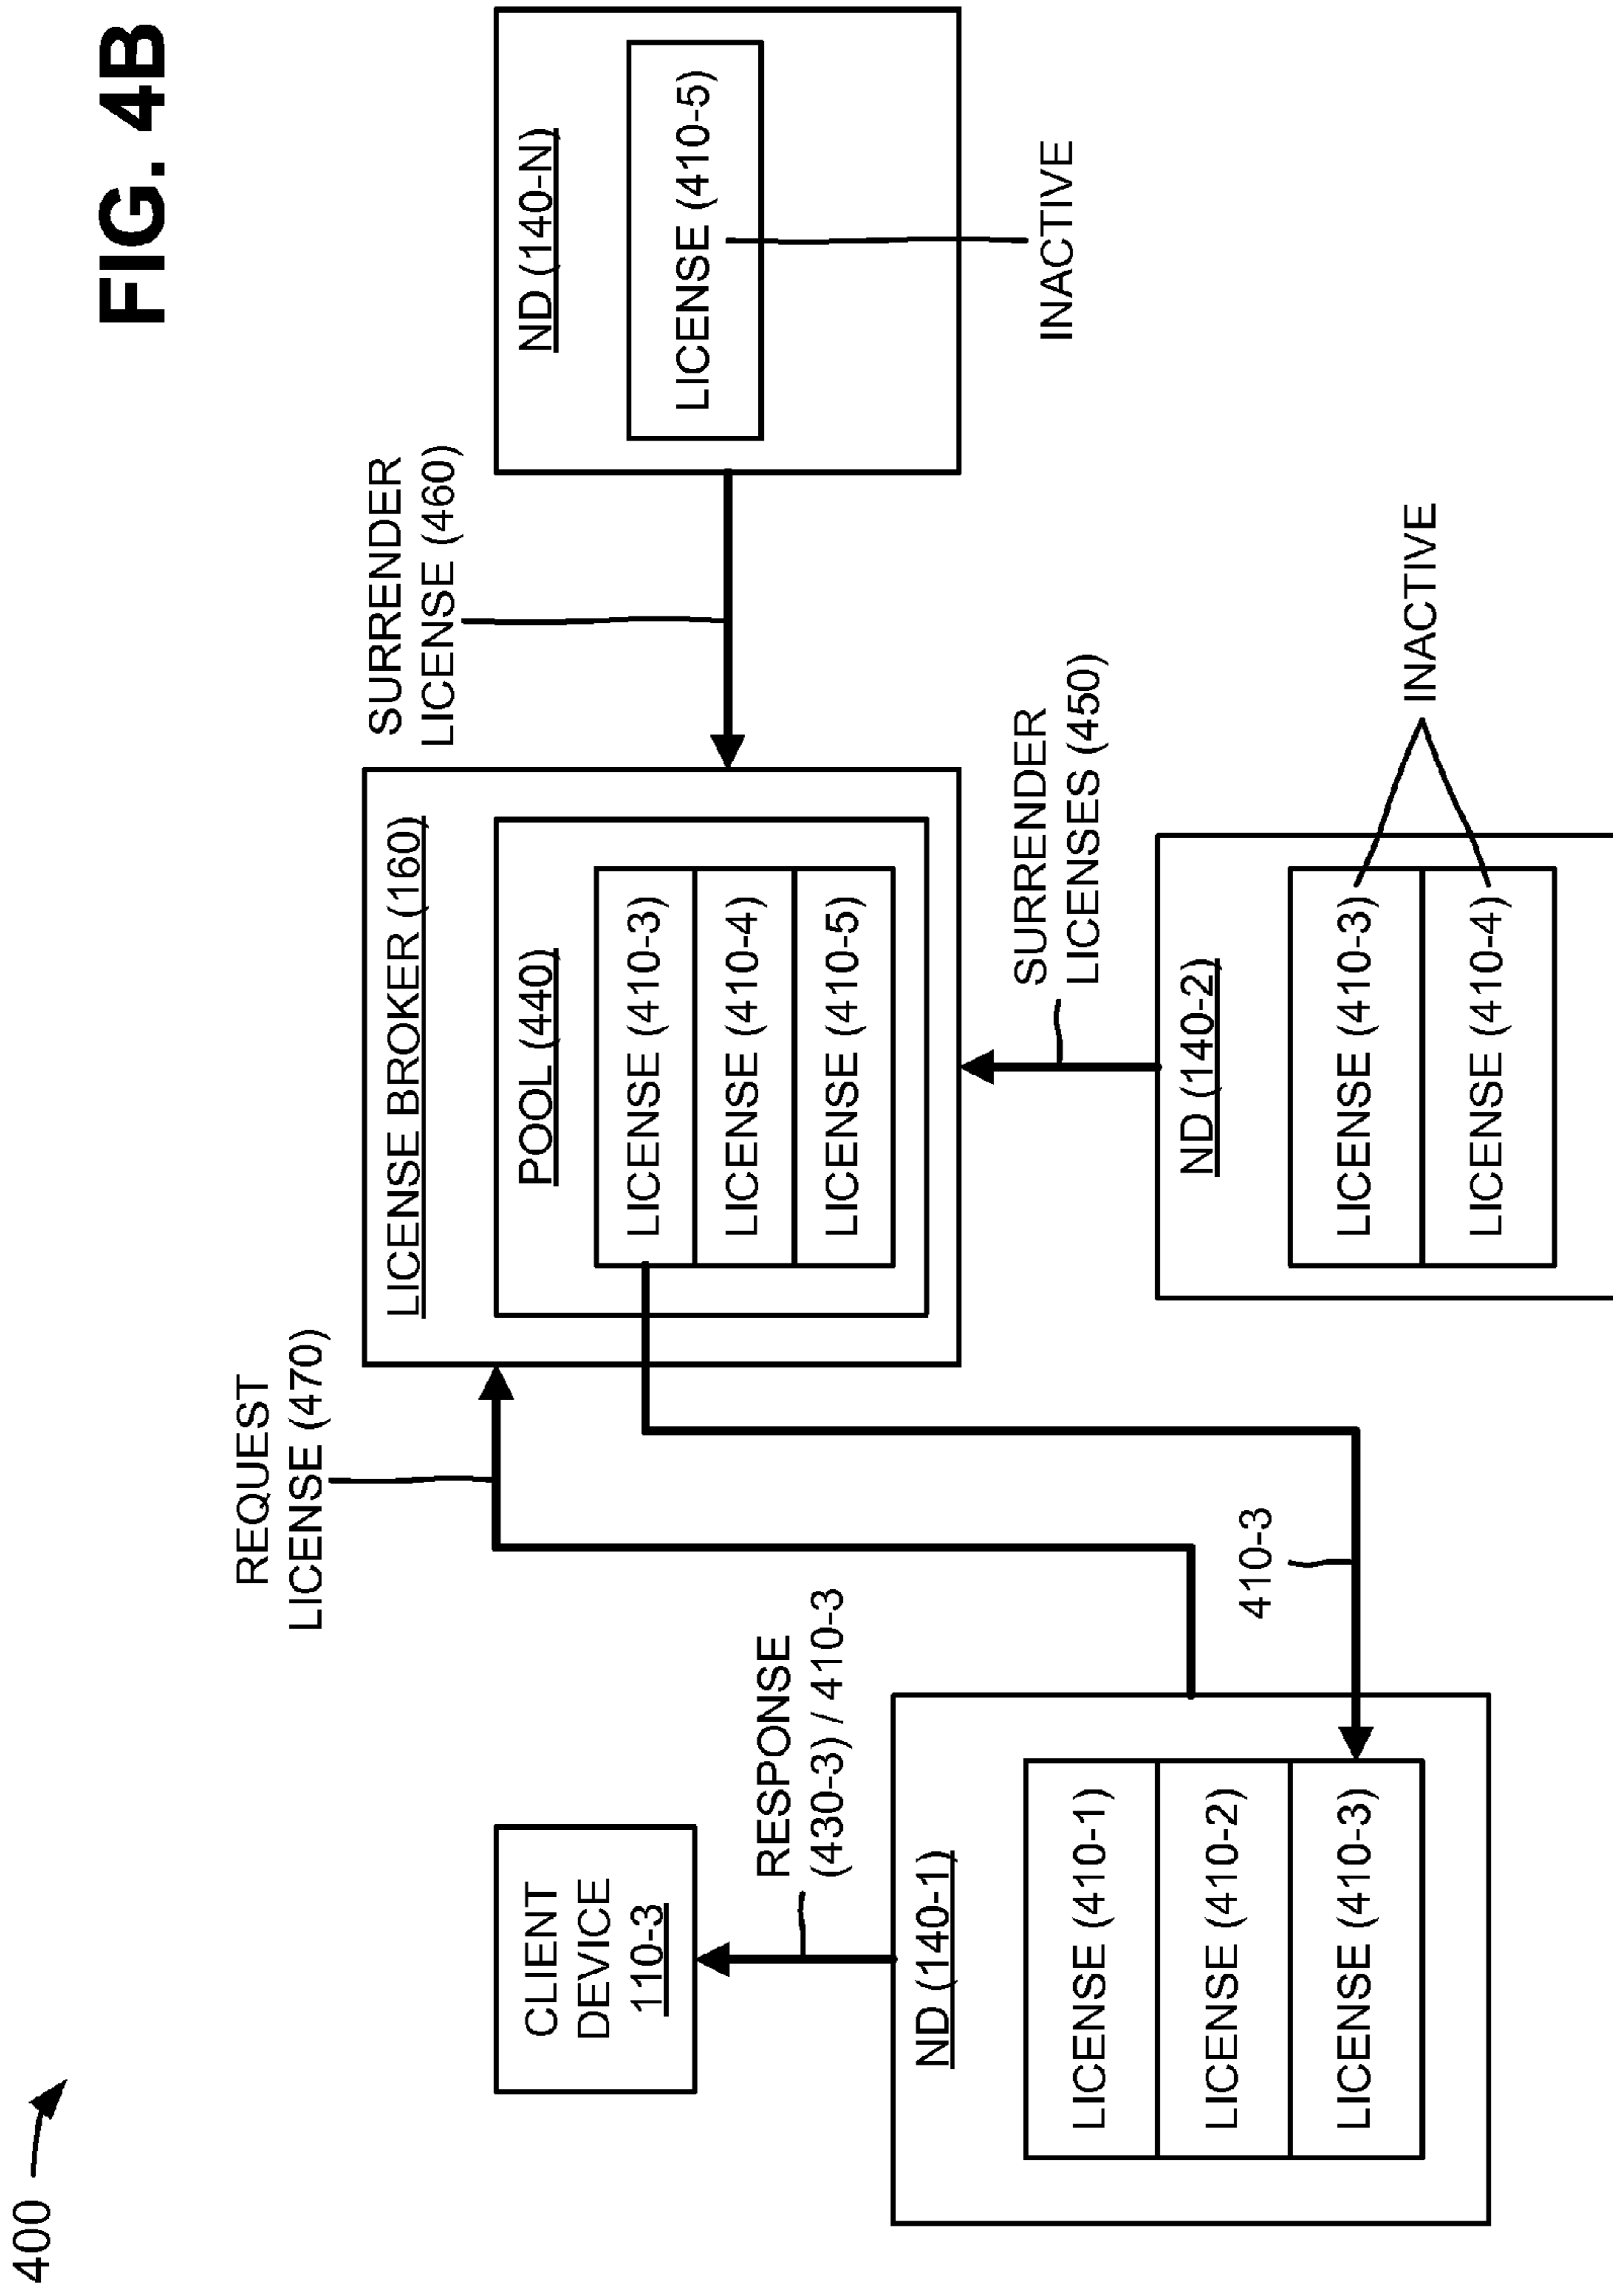 400
FIG. 4B
REQUEST
LICENSE (470)
SURRENDER
LICENSE (460)
LICENSE BROKER (160)
POOL (440)
LICENSE (410-3)
LICENSE (410-4)
LICENSE (410-5)
ND (140-N)
LICENSE (410-5)
INACTIVE
CLIENT
DEVICE
110-3
RESPONSE
(430-3) / 410-3
ND (140-1)
LICENSE (410-1)
LICENSE (410-2)
LICENSE (410-3)
410-3
SURRENDER
LICENSES (450)
ND (140-2)
LICENSE (410-3)
LICENSE (410-4)
INACTIVE